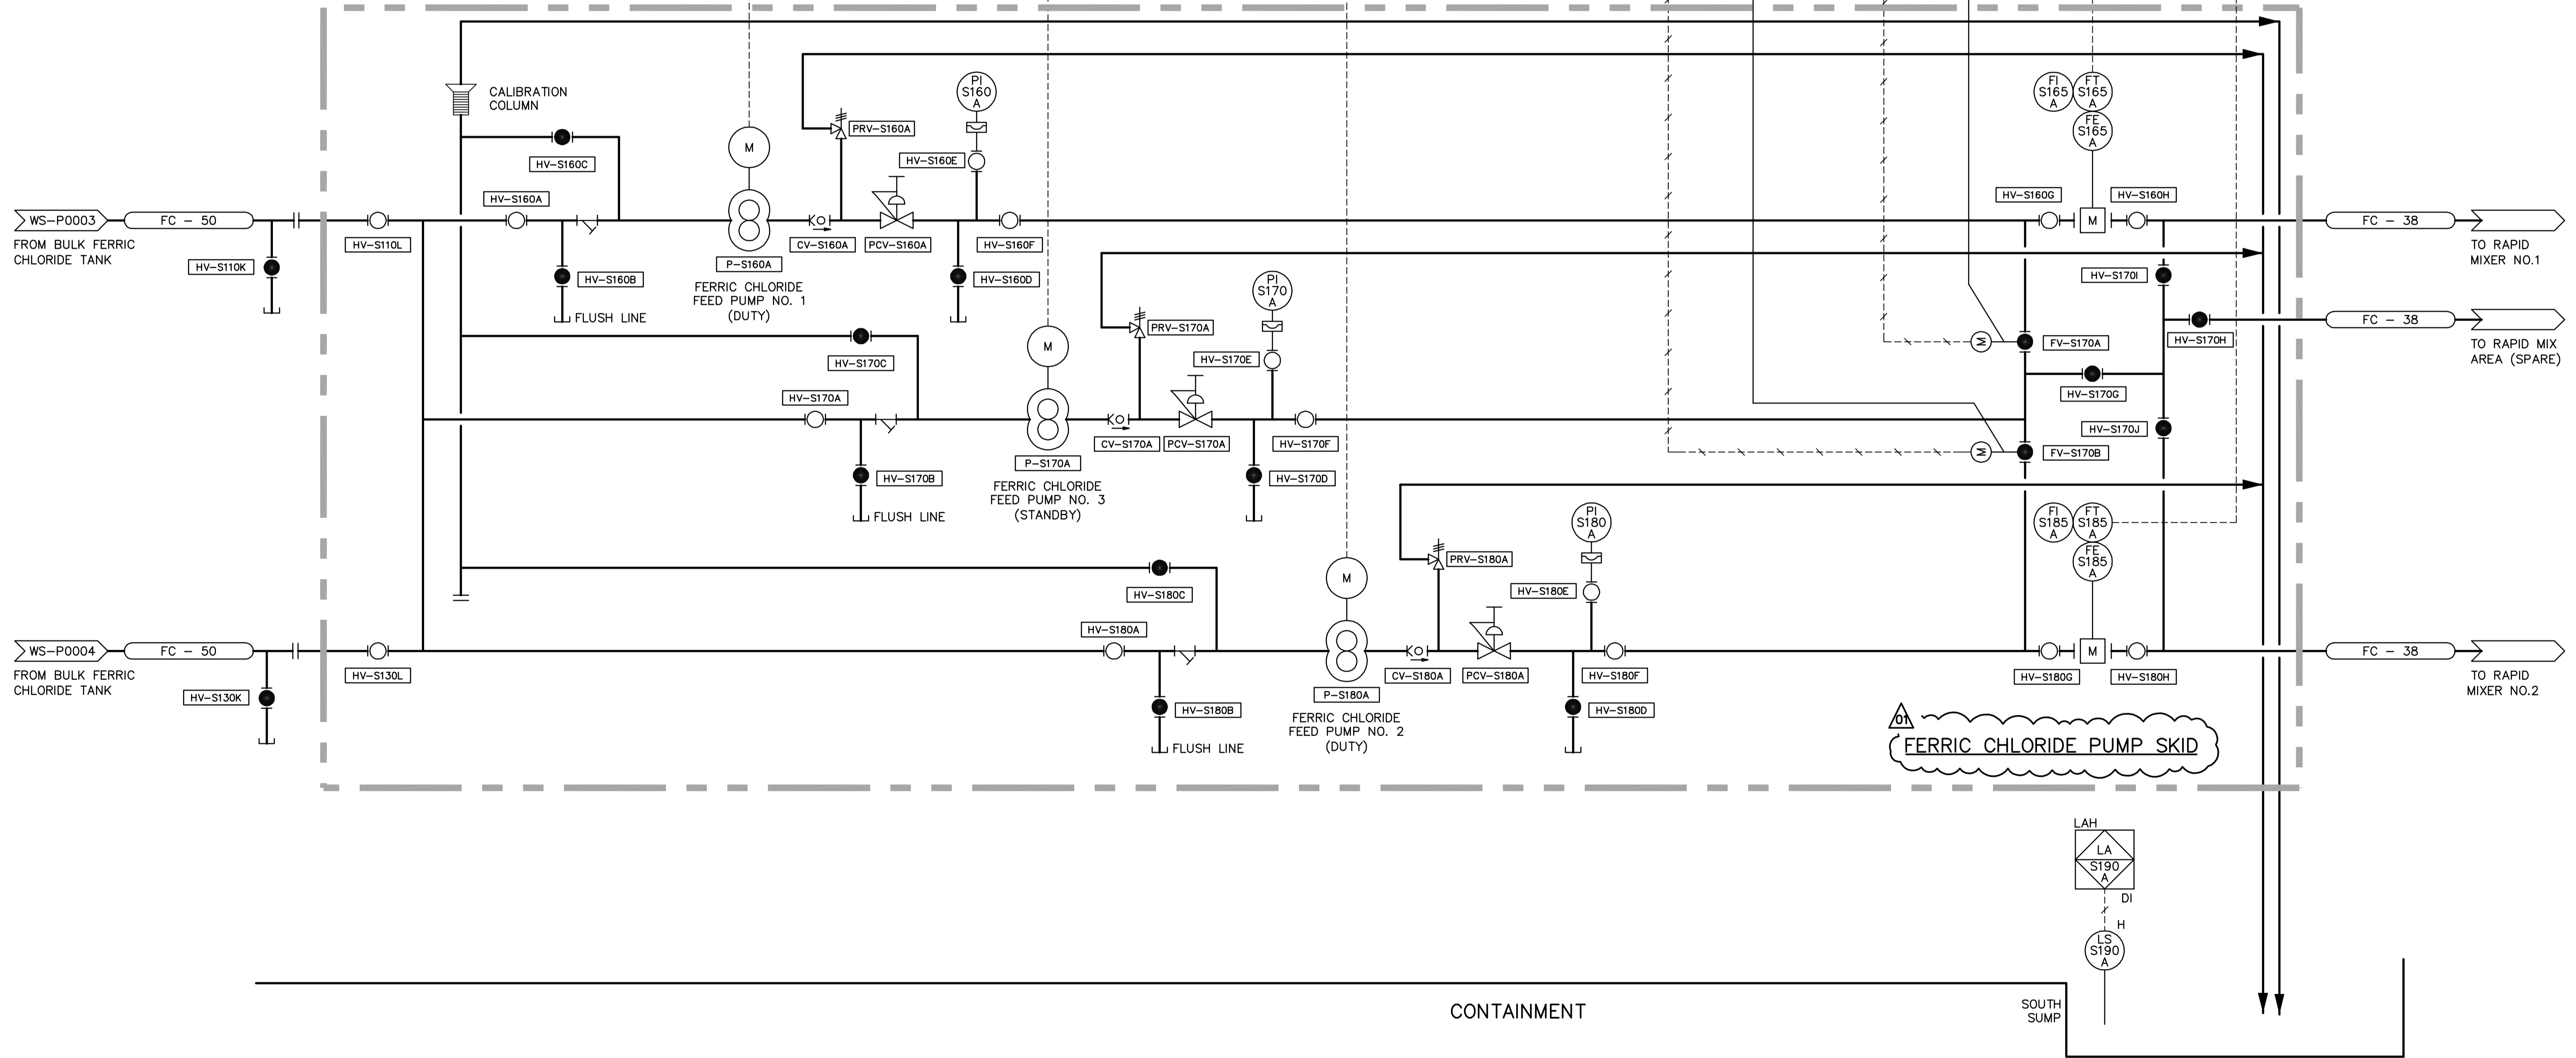 CALIBRATION
COLUMN
HV-S160C
HV-S160A
M
PRV-S160A
PI
S160
A
HV-S160E
FI
S165
A
FT
S165
A
FE
S165
A
HV-S160G
HV-S160H
WS-P0003
FC - 50
FROM BULK FERRIC
CHLORIDE TANK
HV-S110K
HV-S110L
HV-S160B
FLUSH LINE
P-S160A
FERRIC CHLORIDE
FEED PUMP NO. 1
(DUTY)
CV-S160A
PCV-S160A
HV-S160F
HV-S160D
M
FC - 38
TO RAPID
MIXER NO.1
HV-S170I
HV-S170H
FC - 38
TO RAPID MIX
AREA (SPARE)
HV-S170C
HV-S170A
M
PRV-S170A
PI
S170
A
HV-S170E
M
FV-S170A
HV-S170G
HV-S170J
M
FV-S170B
HV-S170B
FLUSH LINE
P-S170A
FERRIC CHLORIDE
FEED PUMP NO. 3
(STANDBY)
CV-S170A
PCV-S170A
HV-S170F
HV-S170D
HV-S180C
HV-S180A
M
PRV-S180A
PI
S180
A
HV-S180E
FI
S185
A
FT
S185
A
FE
S185
A
WS-P0004
FC - 50
FROM BULK FERRIC
CHLORIDE TANK
HV-S130K
HV-S130L
HV-S180B
FLUSH LINE
P-S180A
FERRIC CHLORIDE
FEED PUMP NO. 2
(DUTY)
CV-S180A
PCV-S180A
HV-S180F
HV-S180D
M
HV-S180G
HV-S180H
FC - 38
TO RAPID
MIXER NO.2
01
FERRIC CHLORIDE PUMP SKID
LAH
LA
S190
A
DI
H
LS
S190
A
CONTAINMENT
SOUTH
SUMP